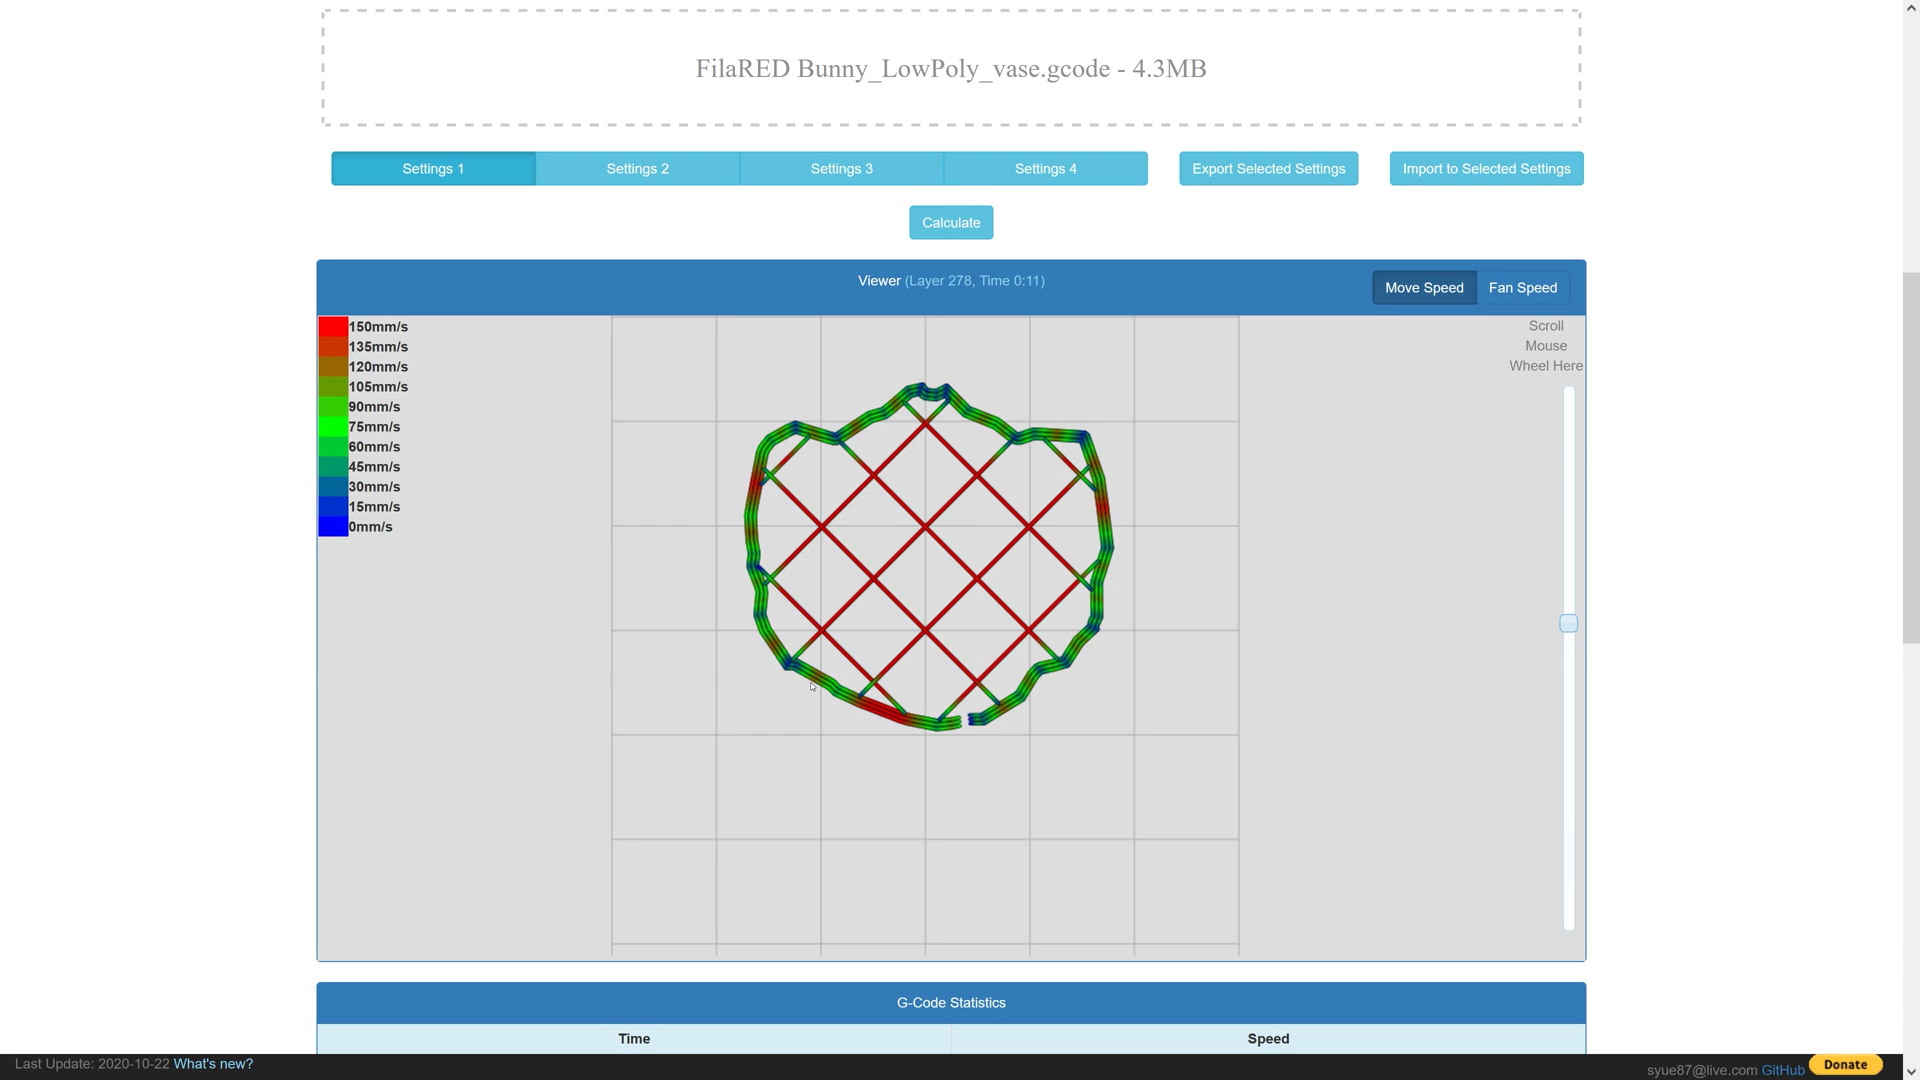 FilaRED Bunny_LowPoly_vase.gcode - 4.3MB
Settings 1
Settings 2
Settings 3
Settings 4
Export Selected Settings
Import to Selected Settings
Calculate
Viewer (Layer 278, Time 0:11)
Move Speed
Fan Speed
150mm/s
135mm/s
120mm/s
105mm/s
90mm/s
75mm/s
60mm/s
45mm/s
30mm/s
15mm/s
0mm/s
Scroll
Mouse
Wheel Here
G-Code Statistics
Time
Speed
Last Update: 2020-10-22 What's new?
syue87@live.com GitHub
Donate